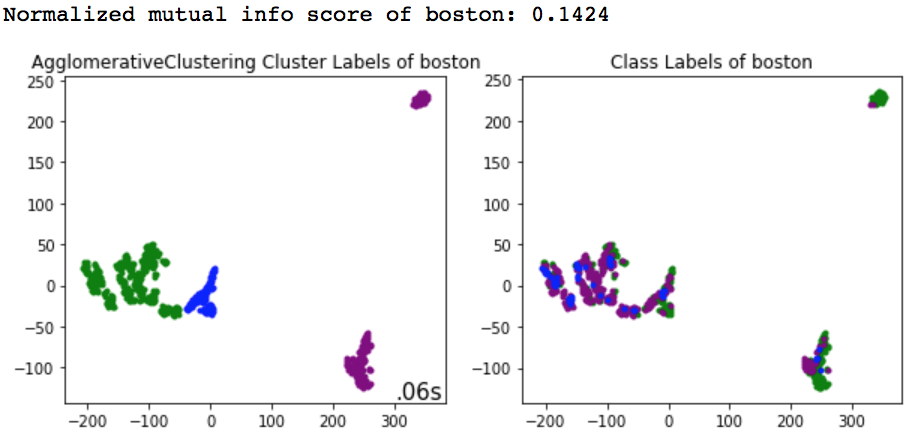 Normalized mutual info score of boston: 0.1424
AgglomerativeClustering Cluster Labels of boston
250
200
150
100
50
0
−50
−100
−200 −100 0 100 200 300
.06s
Class Labels of boston
250
200
150
100
50
0
−50
−100
−200 −100 0 100 200 300